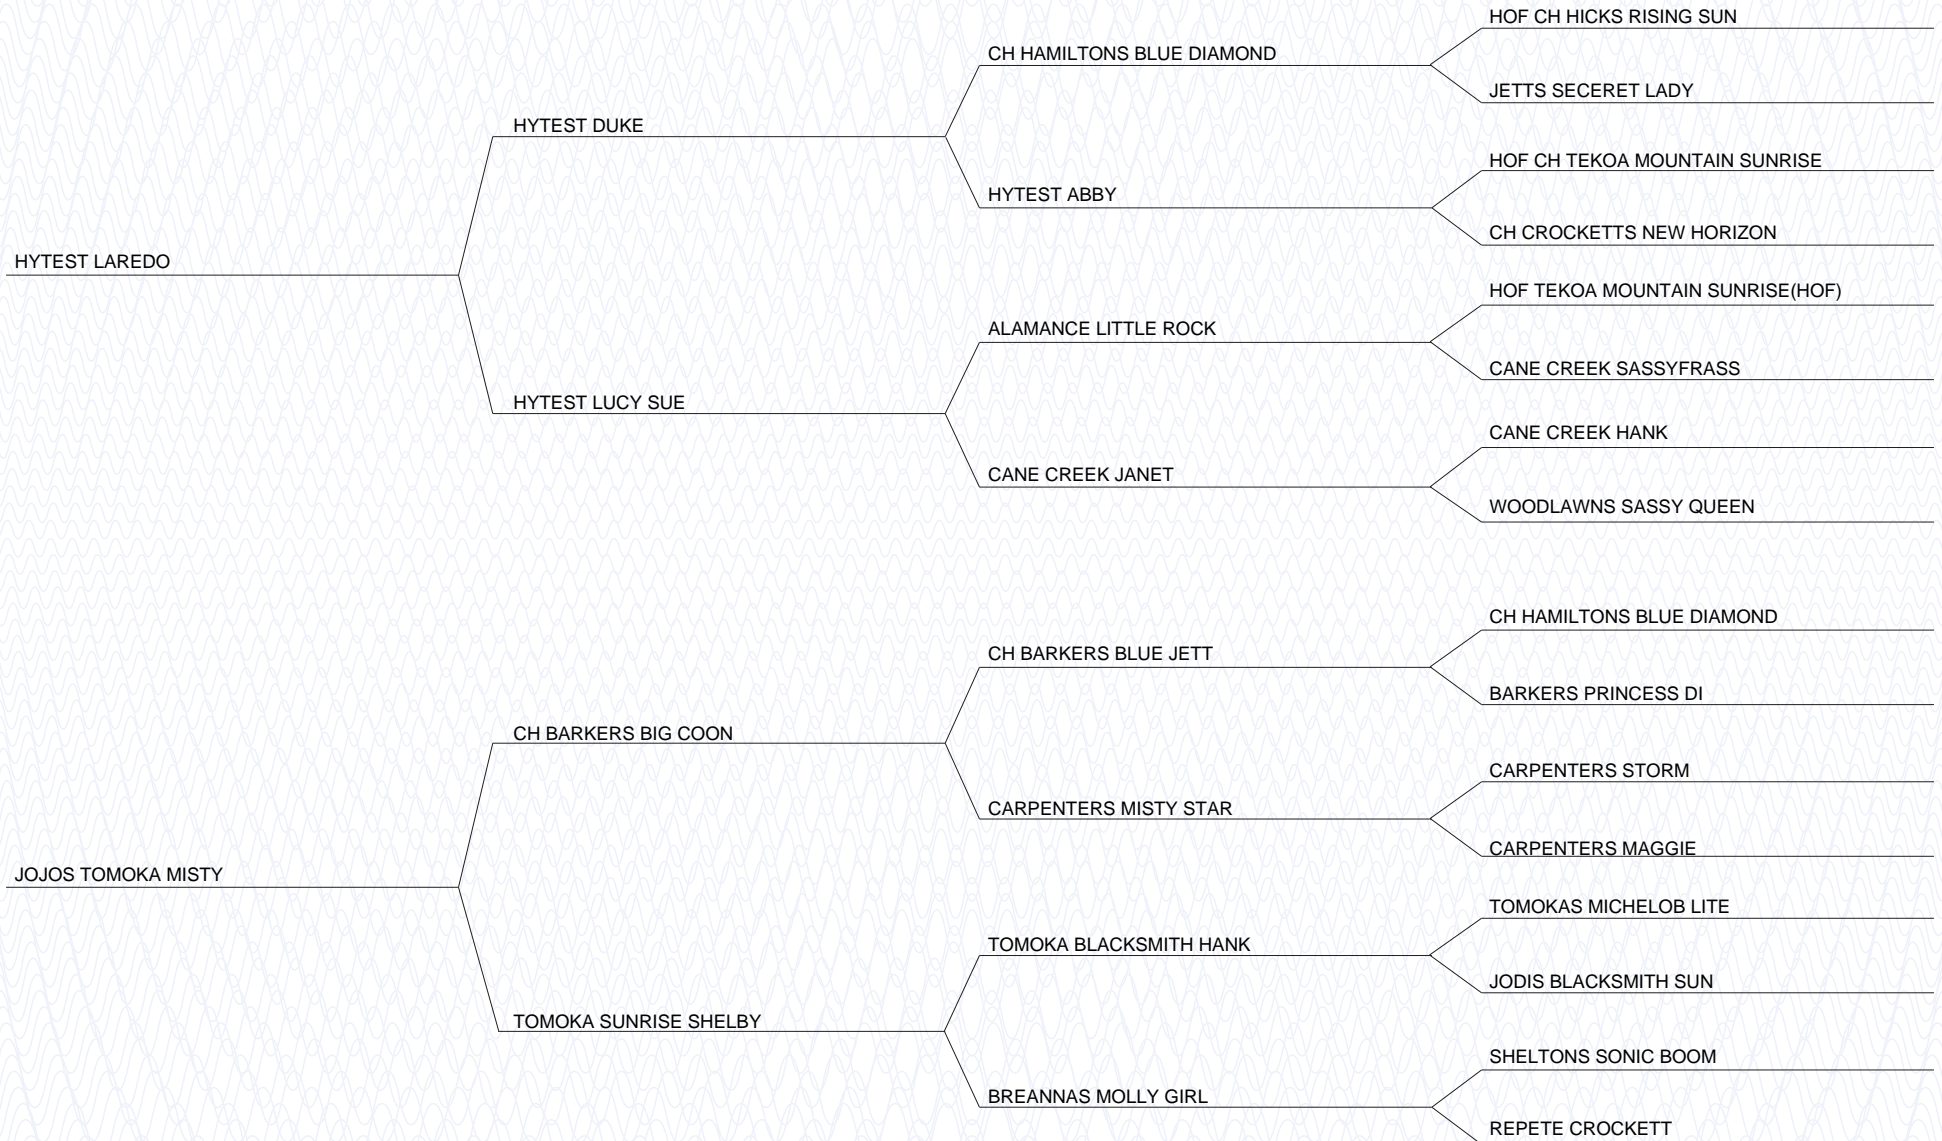 HOF CH HICKS RISING SUN
CH HAMILTONS BLUE DIAMOND
JETTS SECERET LADY
HYTEST DUKE
HOF CH TEKOA MOUNTAIN SUNRISE
HYTEST ABBY
CH CROCKETTS NEW HORIZON
HYTEST LAREDO
HOF TEKOA MOUNTAIN SUNRISE(HOF)
ALAMANCE LITTLE ROCK
CANE CREEK SASSYFRASS
HYTEST LUCY SUE
CANE CREEK HANK
CANE CREEK JANET
WOODLAWNS SASSY QUEEN
CH HAMILTONS BLUE DIAMOND
CH BARKERS BLUE JETT
BARKERS PRINCESS DI
CH BARKERS BIG COON
CARPENTERS STORM
CARPENTERS MISTY STAR
CARPENTERS MAGGIE
JOJOS TOMOKA MISTY
TOMOKAS MICHELOB LITE
TOMOKA BLACKSMITH HANK
JODIS BLACKSMITH SUN
TOMOKA SUNRISE SHELBY
SHELTONS SONIC BOOM
BREANNAS MOLLY GIRL
REPETE CROCKETT